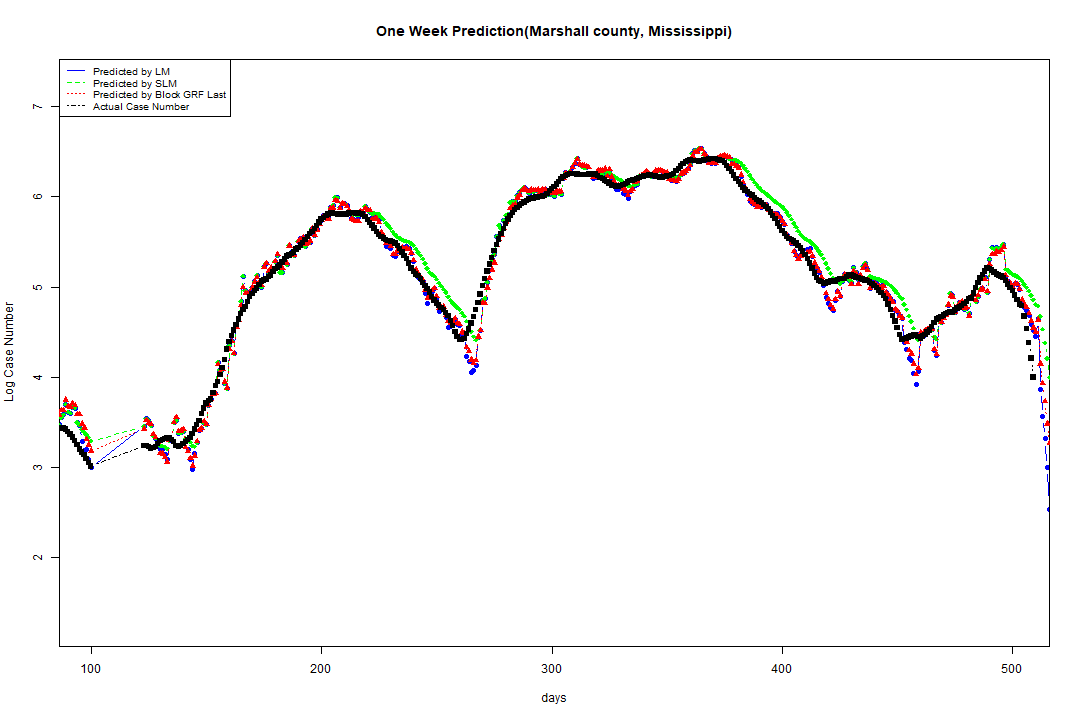 One Week Prediction(Marshall county, Mississippi)
Predicted by LM
Predicted by SLM
Predicted by Block GRF Last
Actual Case Number
7
6
5
4
3
2
Log Case Number
100 200 300 400 500
days